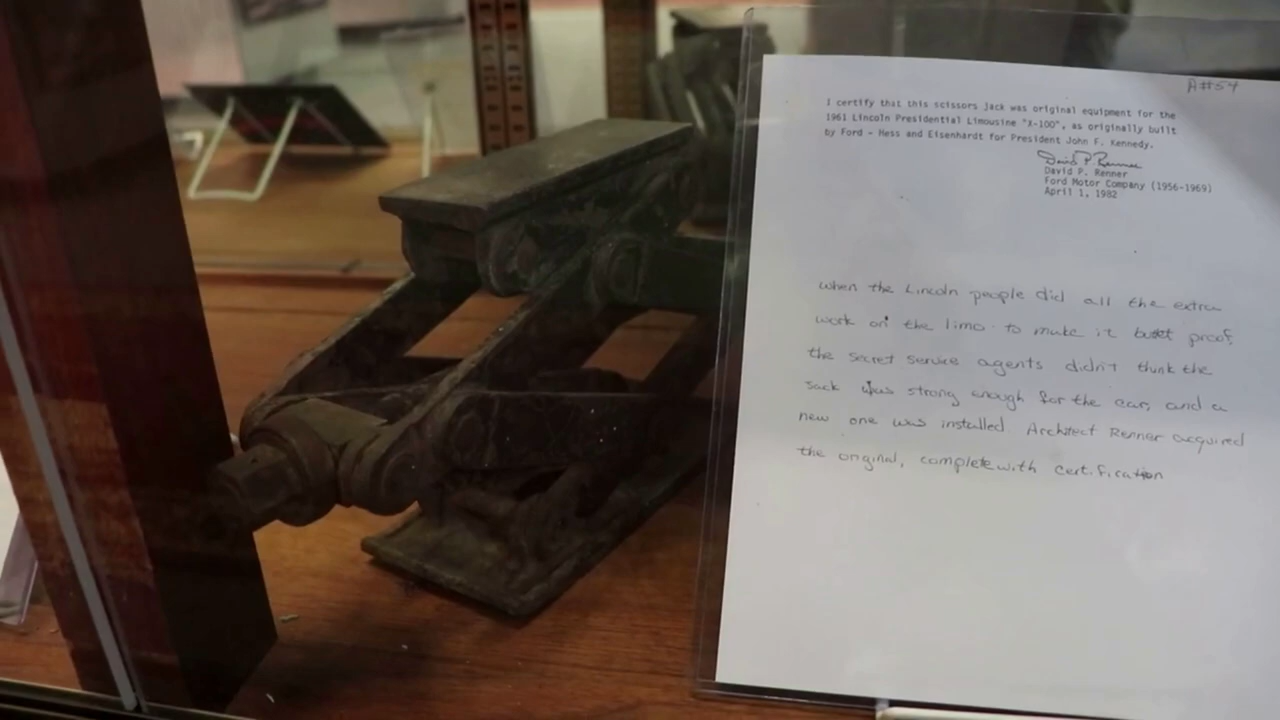 A#54
I certify that this scissors jack was original equipment for the
1961 Lincoln Presidential Limousine "X-100", as originally built
by Ford - Hess and Eisenhardt for President John F. Kennedy.
David P. Renner
David P. Renner
Ford Motor Company (1956-1969)
April 1, 1982
when the Lincoln people did all the extra
work on the limo to make it proof,
the secret service agents didn't think the
jack was strong enough for the car, and a
new one was installed. Architect Renner acquired
the original, complete with certification